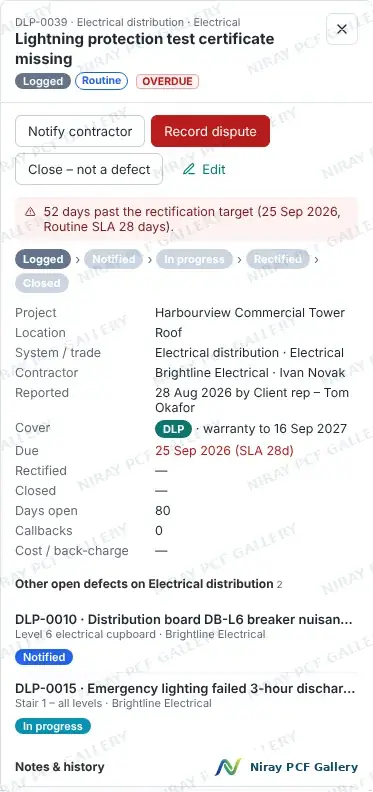 DLP-0039 · Electrical distribution · Electrical
Lightning protection test certificate
missing
Logged Routine OVERDUE
Notify contractor Record dispute
Close – not a defect Edit
52 days past the rectification target (25 Sep 2026,
Routine SLA 28 days).
Logged › Notified › In progress › Rectified ›
Closed
Project Harbourview Commercial Tower
Location Roof
System / trade Electrical distribution · Electrical
Contractor Brightline Electrical · Ivan Novak
Reported 28 Aug 2026 by Client rep – Tom
Okafor
Cover DLP · warranty to 16 Sep 2027
Due 25 Sep 2026 (SLA 28d)
Rectified —
Closed —
Days open 80
Callbacks 0
Cost / back-charge —
Other open defects on Electrical distribution 2
DLP-0010 · Distribution board DB-L6 breaker nuisan...
Level 6 electrical cupboard · Brightline Electrical
Notified
DLP-0015 · Emergency lighting failed 3-hour dischar...
Stair 1 – all levels · Brightline Electrical
In progress
Notes & history
Niray PCF Gallery
NIRAY PCF GALLERY